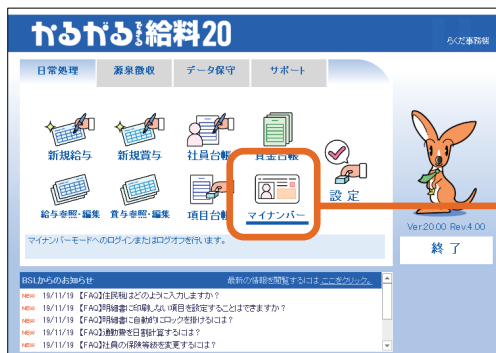 かるがるできる給料20
らくだ事務機
日常処理 源泉徴収 データ保守 サポート
新規給与 新規賞与 社員台帳 賃金台帳
設定
給与参照・編集 賞与参照・編集 項目台帳 マイナンバー
Ver.20.00 Rev.4.00
マイナンバーモードへのログインまたはログオフを行います。
終了
BSLからのお知らせ 最新の情報を閲覧するにはここをクリック。
NEW 19/11/19 【FAQ】住民税はどのように入力しますか？
NEW 19/11/19 【FAQ】明細書に印刷しない項目を設定することはできますか？
NEW 19/11/19 【FAQ】明細書に自動的にロックを掛けるには？
NEW 19/11/19 【FAQ】通勤費を日割計算するには？
NEW 19/11/19 【FAQ】社員の保険等級を変更するには？